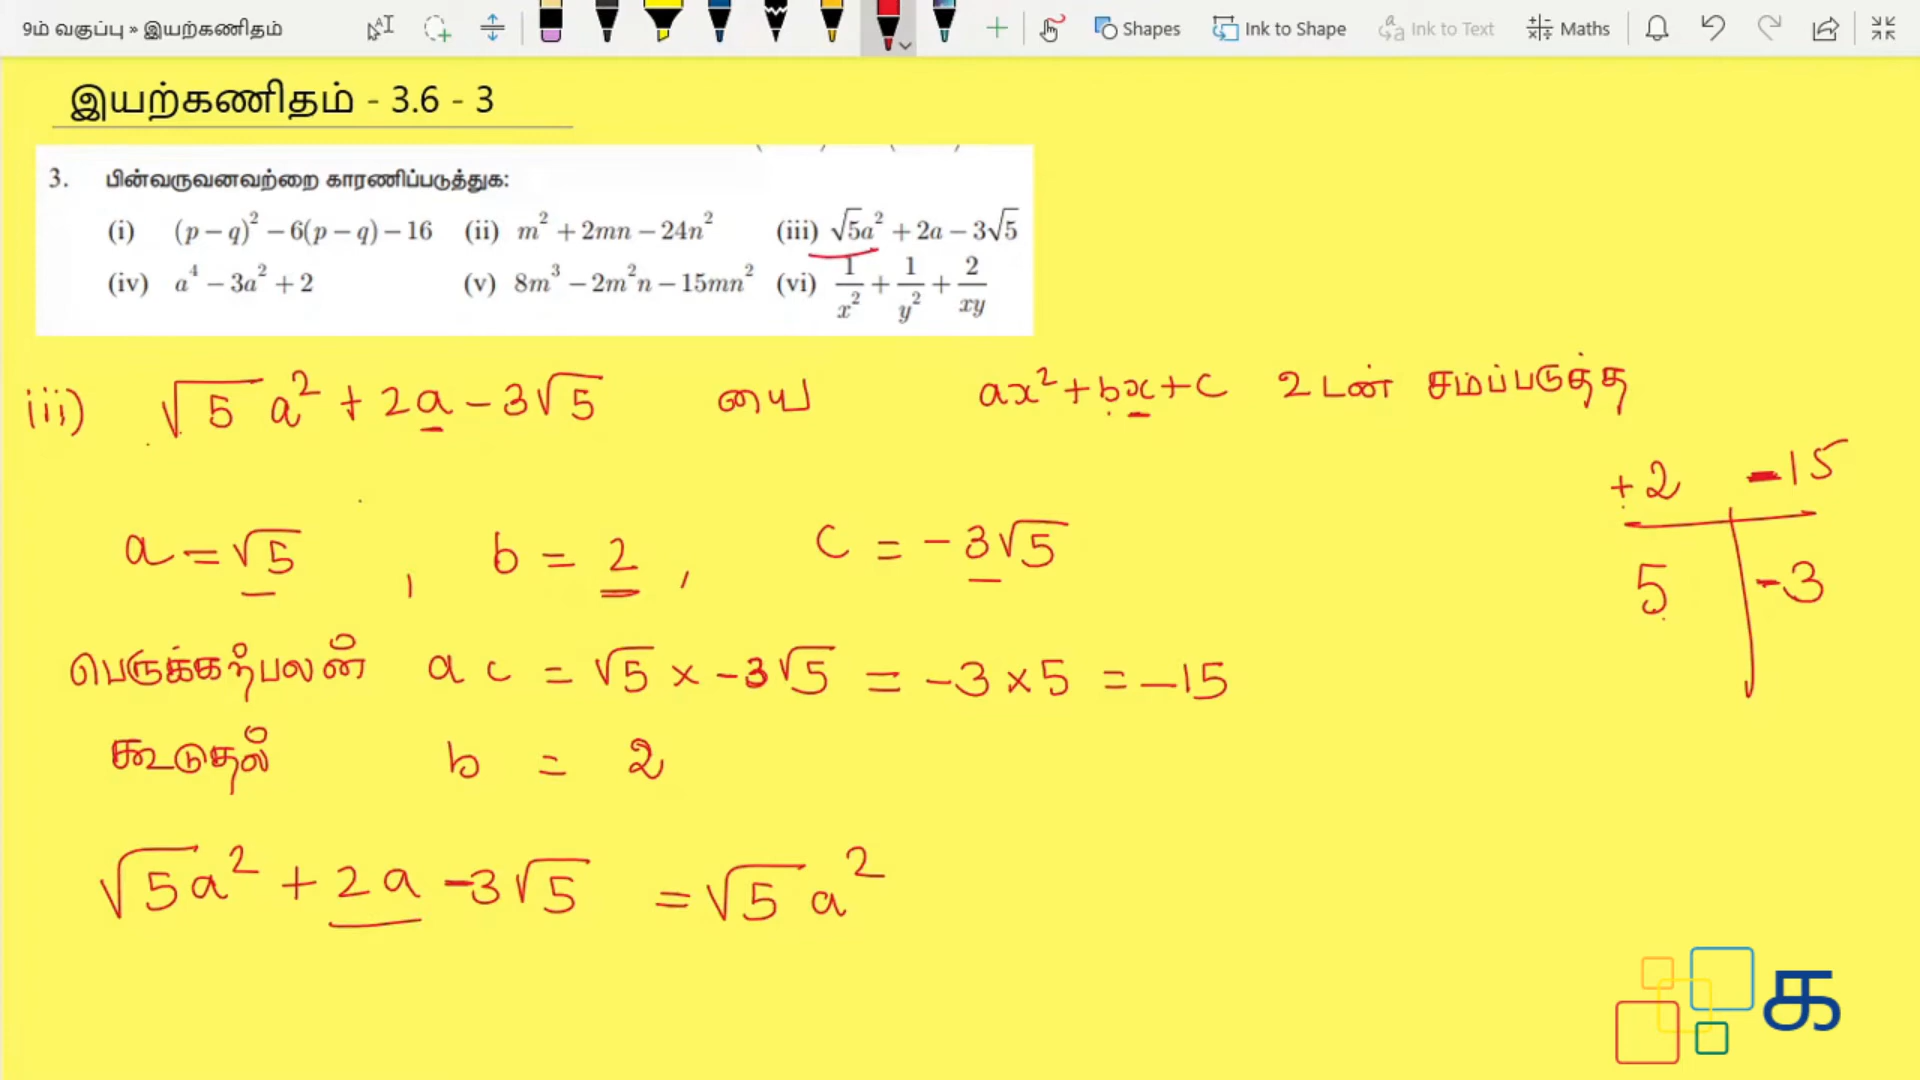 9ம் வகுப்பு » இயற்கணிதம்
Shapes Ink to Shape Ink to Text Maths
இயற்கணிதம் - 3.6 - 3
3. பின்வருவனவற்றை காரணிப்படுத்துக:
(i) (p – q)² – 6(p – q) – 16 (ii) m² + 2mn – 24n² (iii) √5a² + 2a – 3√5
(iv) a⁴ – 3a² + 2 (v) 8m³ – 2m²n – 15mn² (vi) 1/x² + 1/y² + 2/xy
iii) √5 a² + 2a – 3√5 யை ax² + bx + c உடன் சமப்படுத்த
+2 -15
5 -3
a = √5 , b = 2 , c = -3√5
பெருக்கற்பலன் a c = √5 × -3√5 = -3 × 5 = -15
கூடுதல் b = 2
√5a² + 2a -3√5 = √5 a²
க